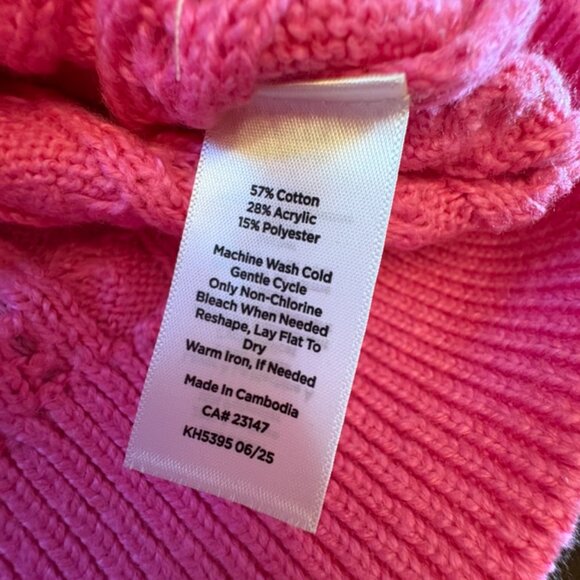 57% Cotton
28% Acrylic
15% Polyester
Machine Wash Cold
Gentle Cycle
Only Non-Chlorine
Bleach When Needed
Reshape, Lay Flat To
Dry
Warm Iron, If Needed
Made In Cambodia
CA# 23147
KH5395 06/25